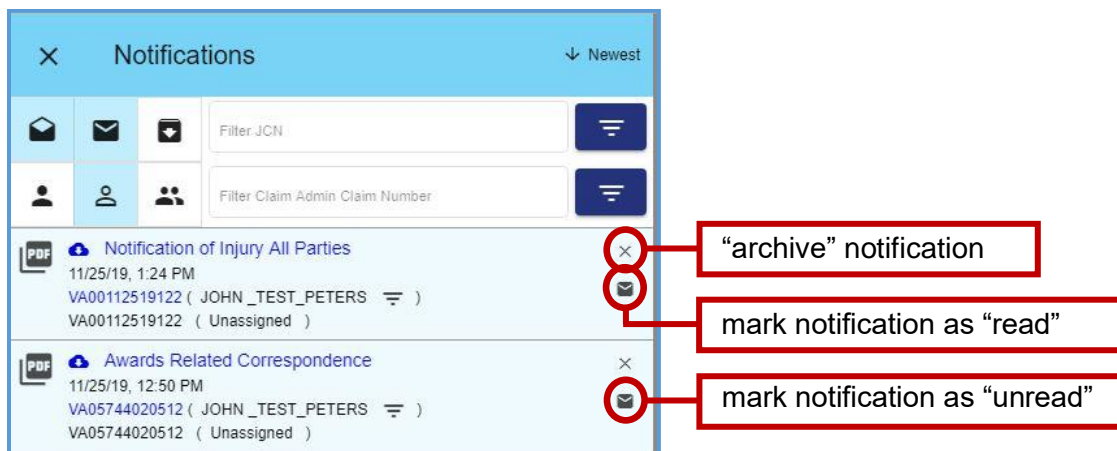 Notifications
Newest
Filter JCN
Filter Claim Admin Claim Number
PDF
Notification of Injury All Parties
11/25/19, 1:24 PM
VA00112519122 ( JOHN _TEST_PETERS )
VA00112519122 ( Unassigned )
“archive” notification
mark notification as “read”
PDF
Awards Related Correspondence
11/25/19, 12:50 PM
VA05744020512 ( JOHN _TEST_PETERS )
VA05744020512 ( Unassigned )
mark notification as “unread”